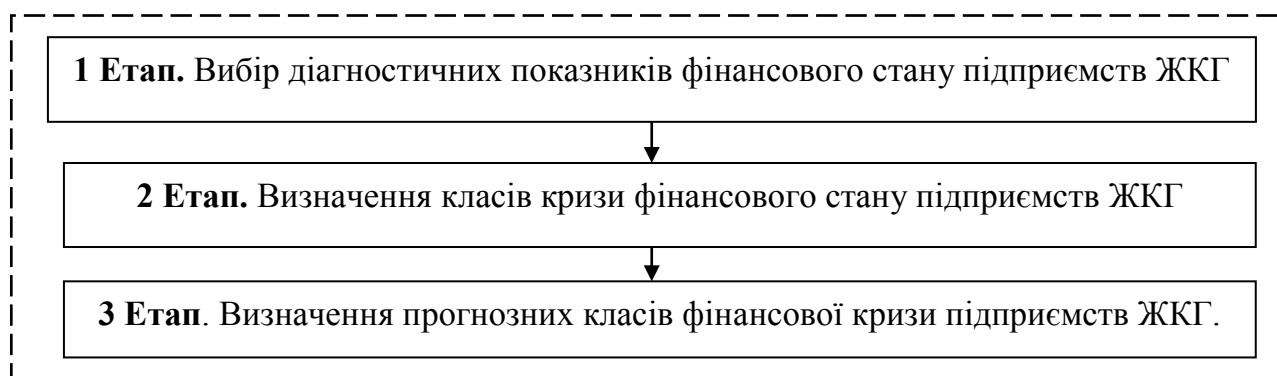 1 Етап. Вибір діагностичних показників фінансового стану підприємств ЖКГ
2 Етап. Визначення класів кризи фінансового стану підприємств ЖКГ
3 Етап. Визначення прогнозних класів фінансової кризи підприємств ЖКГ.